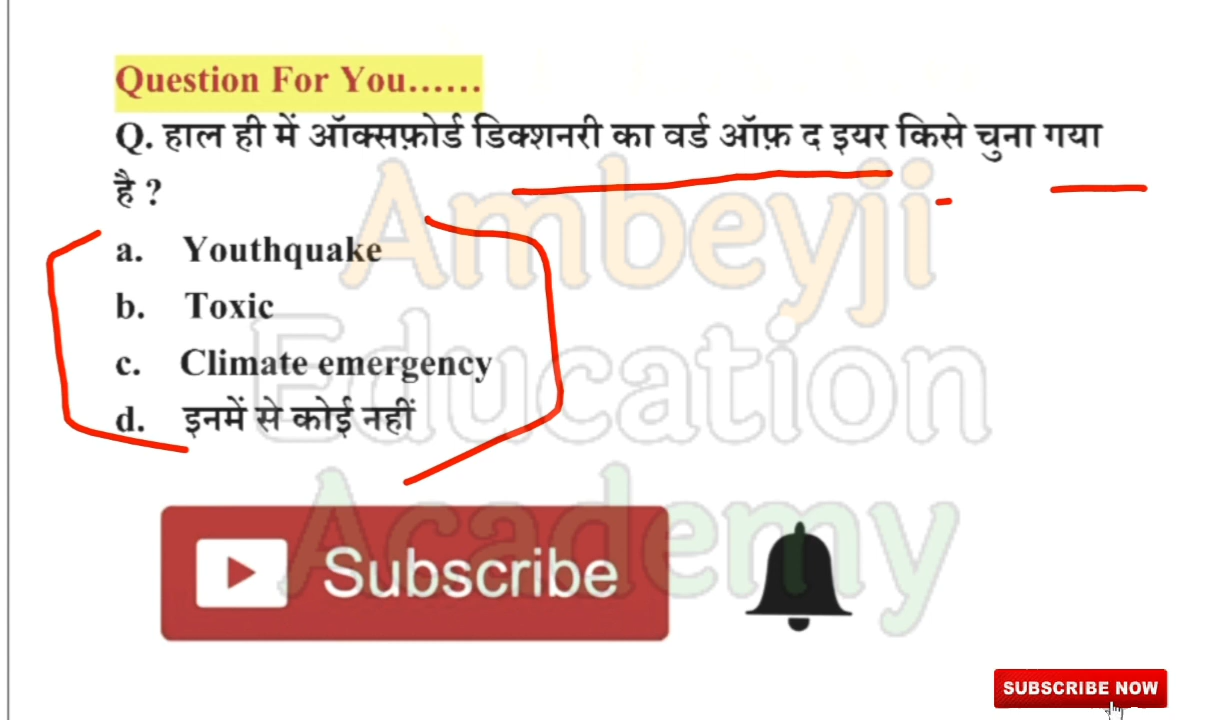 Question For You......
Q. हाल ही में ऑक्सफ़ोर्ड डिक्शनरी का वर्ड ऑफ़ द इयर किसे चुना गया
है ?
a. Youthquake
b. Toxic
c. Climate emergency
d. इनमें से कोई नहीं
Ambeyji
Education
Academy
Subscribe
SUBSCRIBE NOW